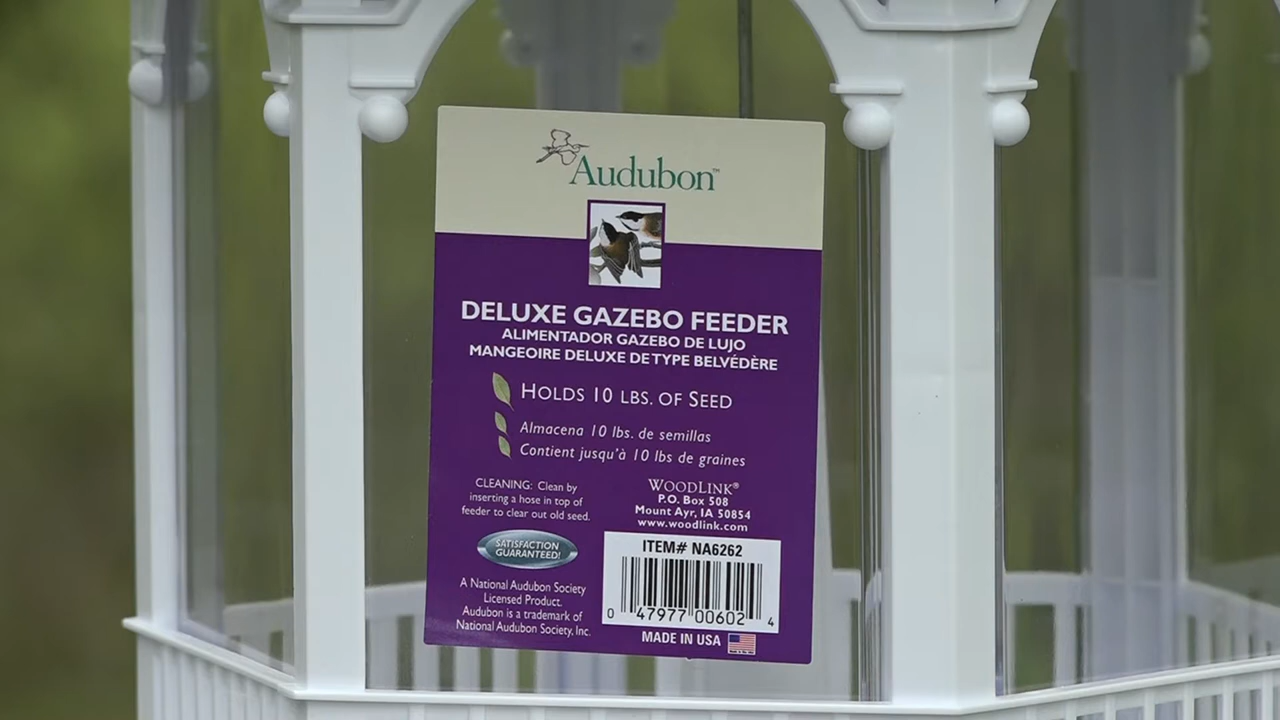 Audubon™
DELUXE GAZEBO FEEDER
ALIMENTADOR GAZEBO DE LUJO
MANGEOIRE DELUXE DE TYPE BELVÉDÈRE
HOLDS 10 LBS. OF SEED
Almacena 10 lbs. de semillas
Contient jusqu'à 10 lbs de graines
CLEANING: Clean by
inserting a hose in top of
feeder to clear out old seed.
SATISFACTION
GUARANTEED!
A National Audubon Society
Licensed Product.
Audubon is a trademark of
National Audubon Society, Inc.
WOODLINK®
P.O. Box 508
Mount Ayr, IA 50854
www.woodlink.com
ITEM# NA6262
0 47977 00602 4
MADE IN USA